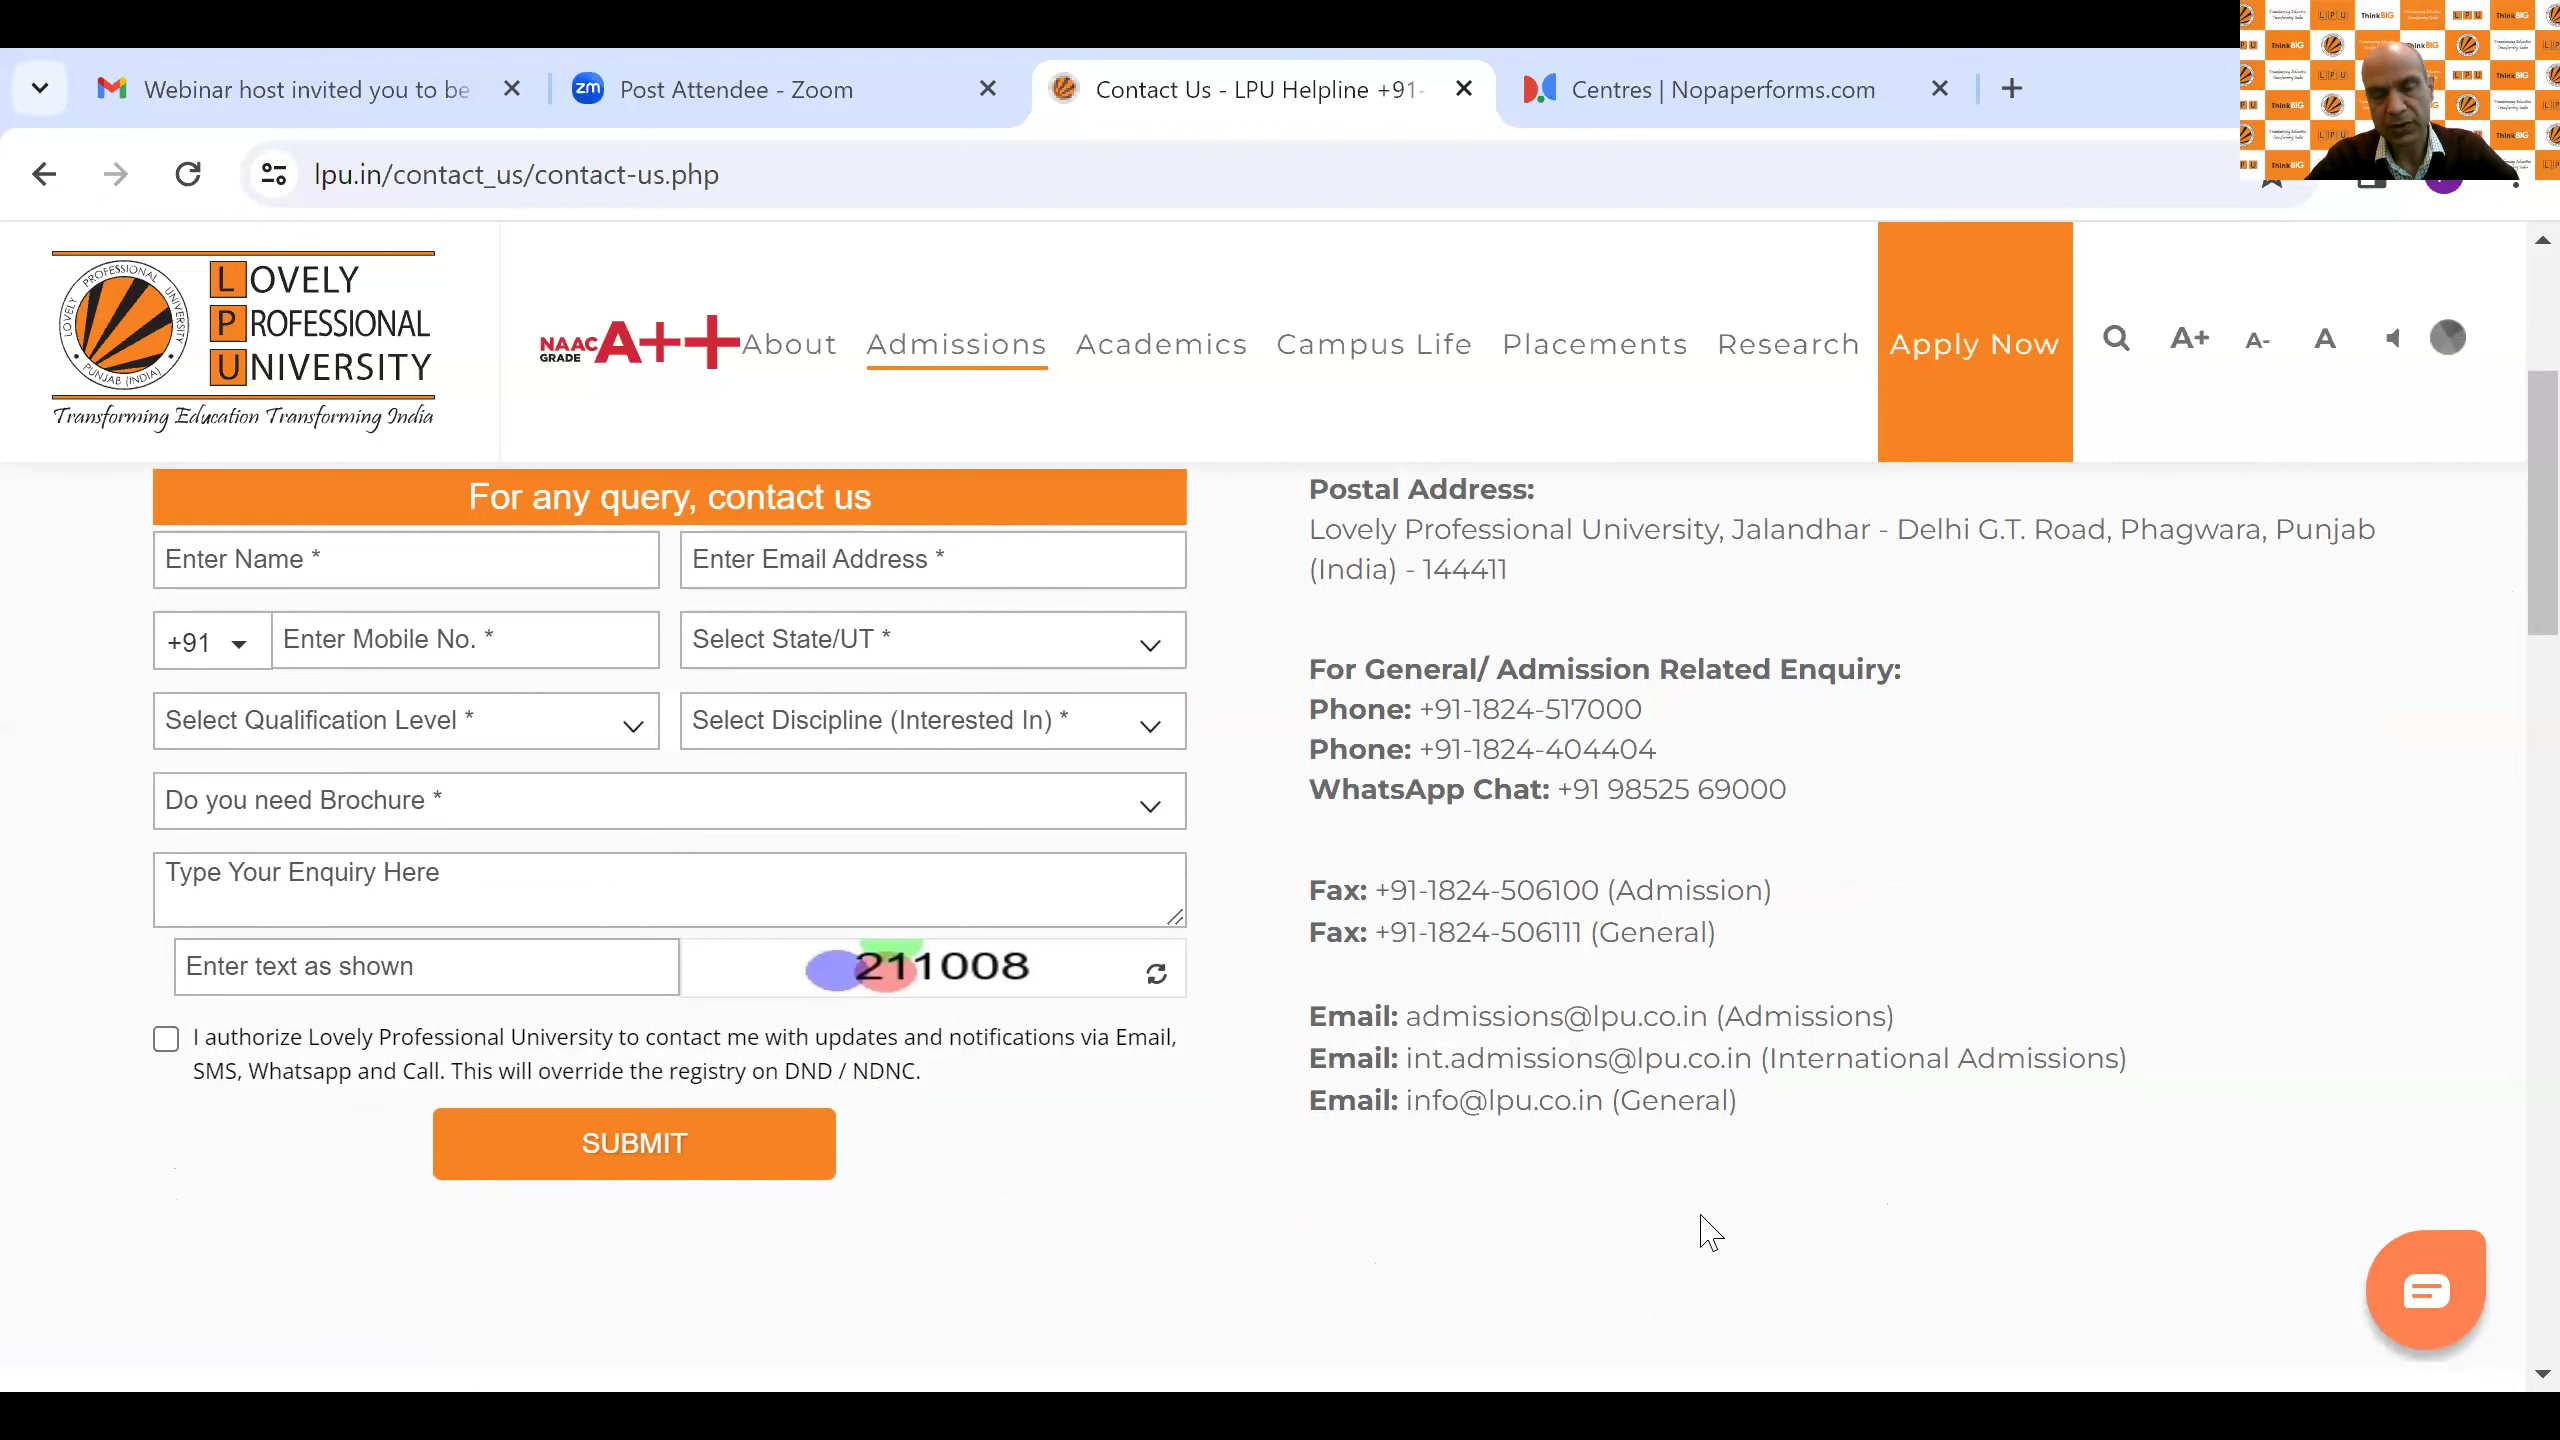 Webinar host invited you to be
Post Attendee - Zoom
Contact Us - LPU Helpline +91-
Centres | Nopaperforms.com
lpu.in/contact_us/contact-us.php
LOVELY
PROFESSIONAL
UNIVERSITY
LOVELY PROFESSIONAL UNIVERSITY
PUNJAB (INDIA)
Transforming Education Transforming India
NAAC
GRADE
A++
About
Admissions
Academics
Campus Life
Placements
Research
Apply Now
A+
A-
A
For any query, contact us
Enter Name *
Enter Email Address *
+91
Enter Mobile No. *
Select State/UT *
Select Qualification Level *
Select Discipline (Interested In) *
Do you need Brochure *
Type Your Enquiry Here
Enter text as shown
211008
I authorize Lovely Professional University to contact me with updates and notifications via Email,
SMS, Whatsapp and Call. This will override the registry on DND / NDNC.
SUBMIT
Postal Address:
Lovely Professional University, Jalandhar - Delhi G.T. Road, Phagwara, Punjab
(India) - 144411
For General/ Admission Related Enquiry:
Phone: +91-1824-517000
Phone: +91-1824-404404
WhatsApp Chat: +91 98525 69000
Fax: +91-1824-506100 (Admission)
Fax: +91-1824-506111 (General)
Email: admissions@lpu.co.in (Admissions)
Email: int.admissions@lpu.co.in (International Admissions)
Email: info@lpu.co.in (General)